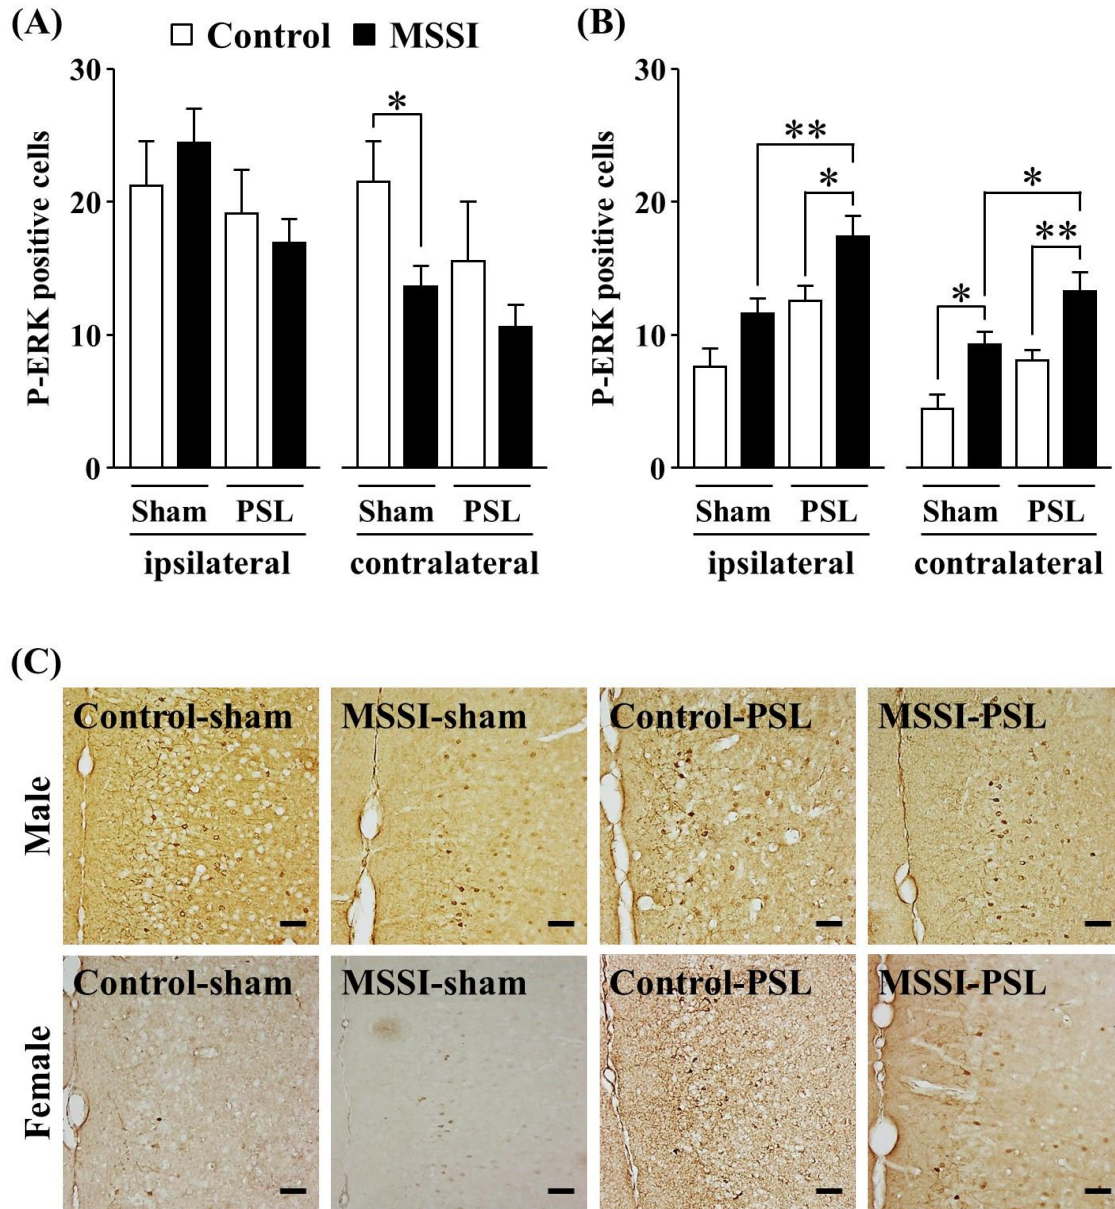 (A)
Control MSSI
P-ERK positive cells
30
20
10
0
*
Sham PSL
ipsilateral
Sham PSL
contralateral
(B)
P-ERK positive cells
30
20
10
0
**
*
*
**
*
Sham PSL
ipsilateral
Sham PSL
contralateral
(C)
Male
Control-sham
MSSI-sham
Control-PSL
MSSI-PSL
Female
Control-sham
MSSI-sham
Control-PSL
MSSI-PSL